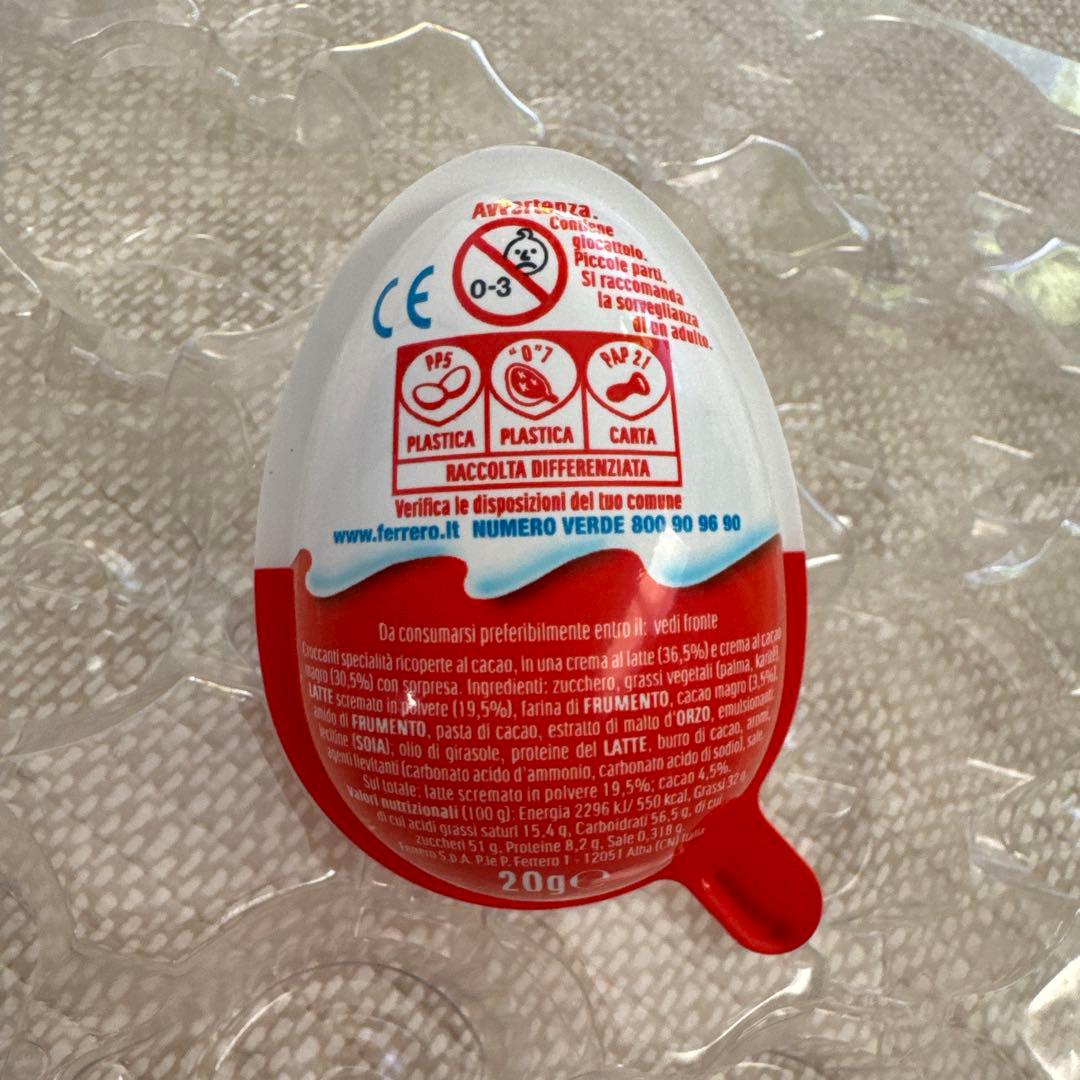 Avvertenza.
Contiene
giocattolo.
Piccole parti.
Si raccomanda
la sorveglianza
di un adulto.
0-3
CE
PP5
"O"7
PAP 21
PLASTICA
PLASTICA
CARTA
RACCOLTA DIFFERENZIATA
Verifica le disposizioni del tuo comune
www.ferrero.it NUMERO VERDE 800 90 96 90
Da consumarsi preferibilmente entro il: vedi fronte
Croccanti specialità ricoperte al cacao, in una crema al latte (36,5%) e crema al cacao
magro (30,5%) con sorpresa. Ingredienti: zucchero, grassi vegetali (palma, karité),
LATTE scremato in polvere (19,5%), farina di FRUMENTO, cacao magro (3,5%),
amido di FRUMENTO, pasta di cacao, estratto di malto d'ORZO, emulsionanti
lecitine (SOIA), olio di girasole, proteine del LATTE, burro di cacao, aromi,
agenti lievitanti (carbonato acido d'ammonio, carbonato acido di sodio), sale.
Sul totale: latte scremato in polvere 19,5%; cacao 4,5%.
Valori nutrizionali (100 g): Energia 2296 kJ/ 550 kcal, Grassi 32 g,
di cui acidi grassi saturi 15,4 g, Carboidrati 56,5 g, di cui
zuccheri 51 g, Proteine 8,2 g, Sale 0,318 g.
Ferrero S.p.A. P.le P. Ferrero 1 - 12051 Alba (CN) Italia
20g e